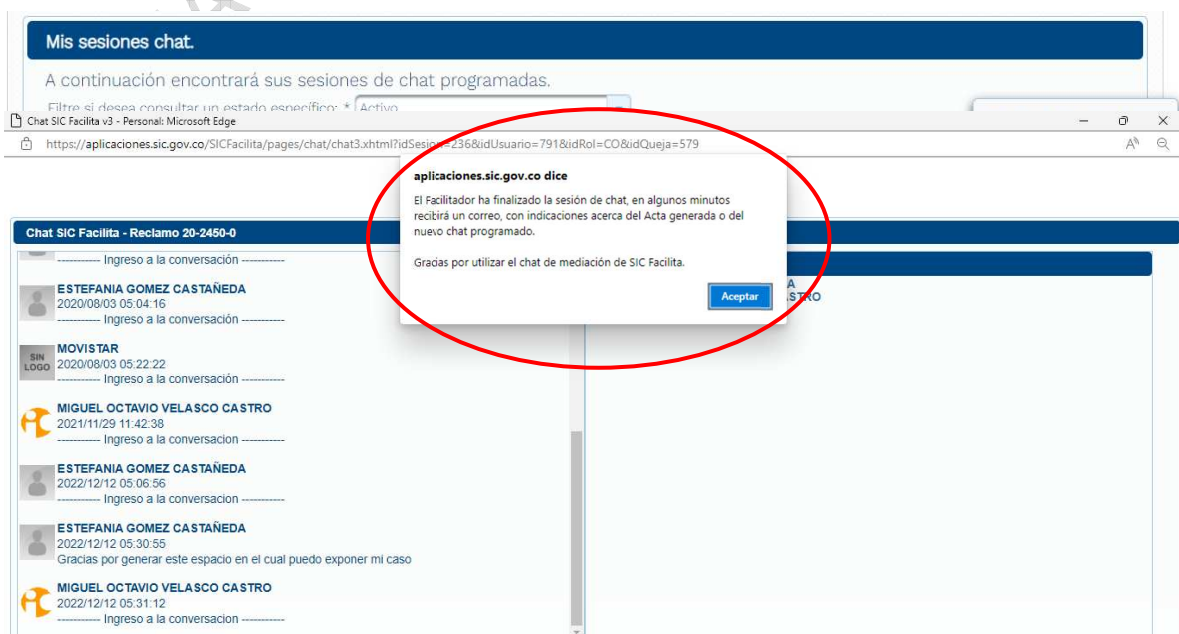 Mis sesiones chat.
A continuación encontrará sus sesiones de chat programadas.
Filtre si desea consultar un estado específico: * Activo
Chat SIC Facilita v3 - Personal: Microsoft Edge
https://aplicaciones.sic.gov.co/SICFacilita/pages/chat/chat3.xhtml?idSesion=236&idUsuario=791&idRol=CO&idQueja=579
aplicaciones.sic.gov.co dice
El Facilitador ha finalizado la sesión de chat, en algunos minutos
recibirá un correo, con indicaciones acerca del Acta generada o del
nuevo chat programado.
Gracias por utilizar el chat de mediación de SIC Facilita.
Aceptar
Chat SIC Facilita - Reclamo 20-2450-0
----------- Ingreso a la conversación -----------
ESTEFANIA GOMEZ CASTAÑEDA
2020/08/03 05:04:16
----------- Ingreso a la conversación -----------
SIN
LOGO
MOVISTAR
2020/08/03 05:22:22
----------- Ingreso a la conversación -----------
MIGUEL OCTAVIO VELASCO CASTRO
2021/11/29 11:42:38
----------- Ingreso a la conversacion -----------
ESTEFANIA GOMEZ CASTAÑEDA
2022/12/12 05:06:56
----------- Ingreso a la conversacion -----------
ESTEFANIA GOMEZ CASTAÑEDA
2022/12/12 05:30:55
Gracias por generar este espacio en el cual puedo exponer mi caso
MIGUEL OCTAVIO VELASCO CASTRO
2022/12/12 05:31:12
----------- Ingreso a la conversacion -----------
A
STRO